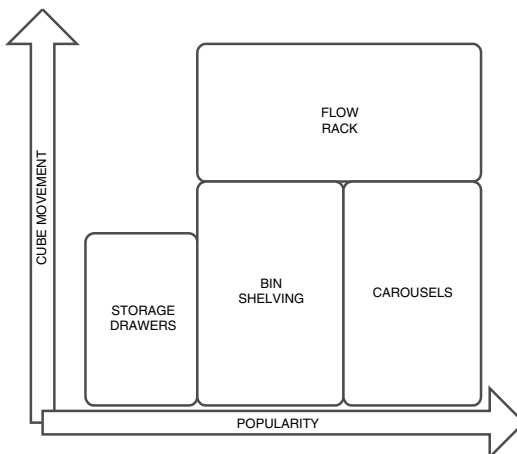 FLOW
RACK
CUBE MOVEMENT
BIN
SHELVING
CAROUSELS
STORAGE
DRAWERS
POPULARITY